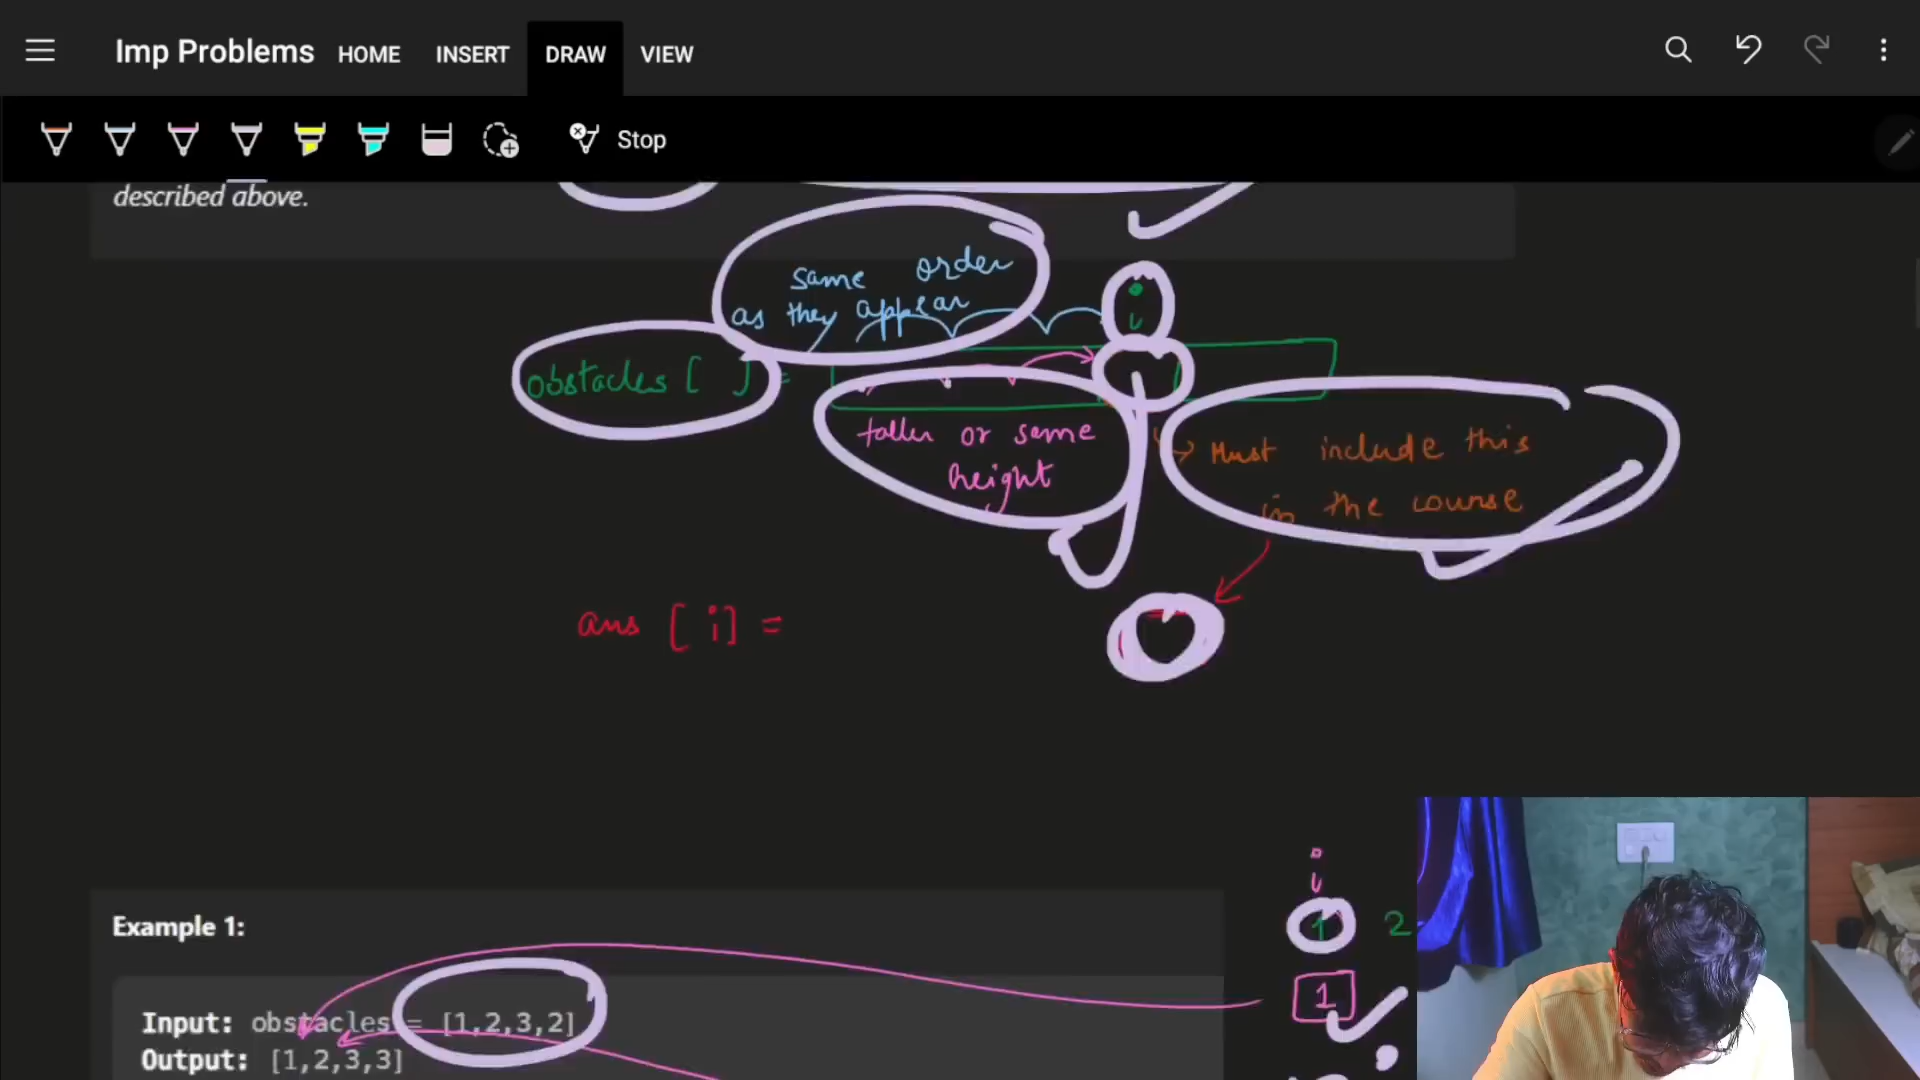 Imp Problems HOME INSERT DRAW VIEW
Stop
described above.
same order
as they appear
i
obstacles [ ] =
taller or same
height
→ Must include this
in the course
ans [ i ] =
i
1 2
Example 1:
1
Input: obstacles = [1,2,3,2]
Output: [1,2,3,3]